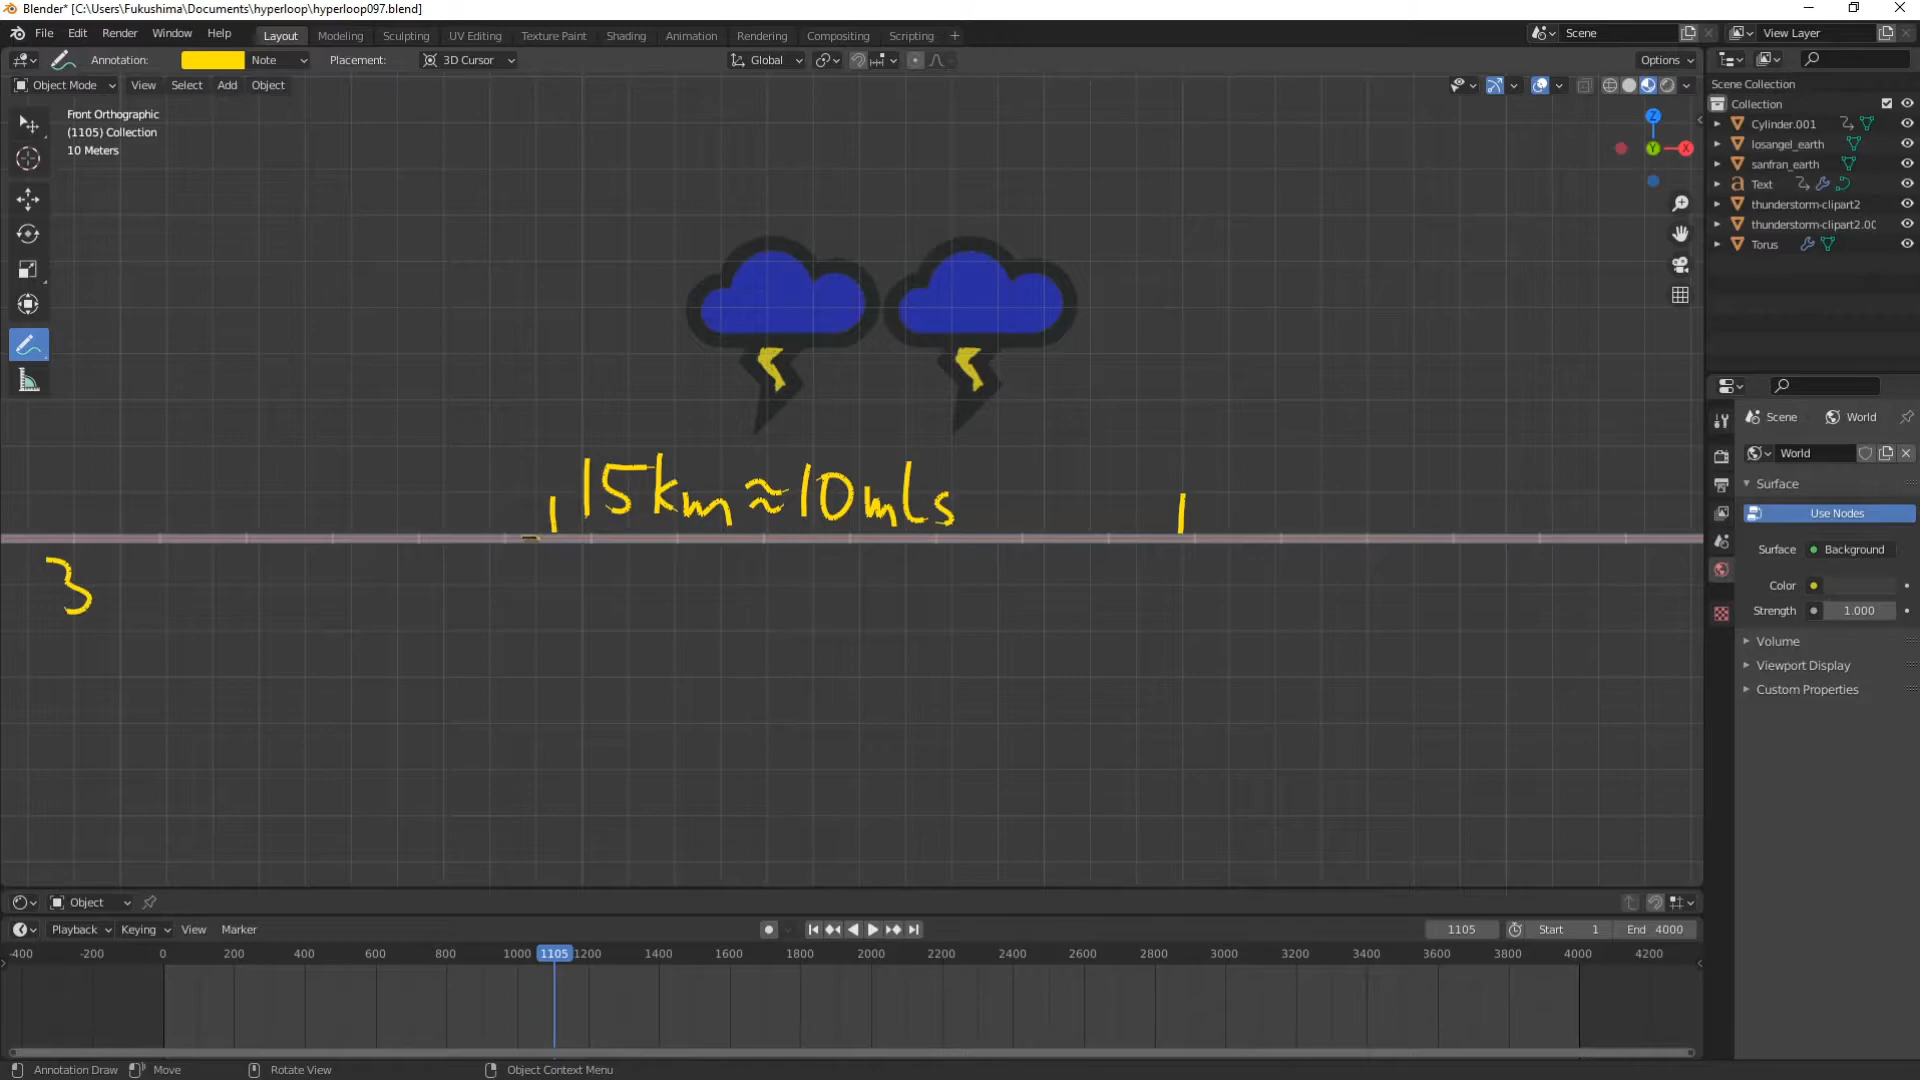 Blender* [C:\Users\Fukushima\Documents\hyperloop\hyperloop097.blend]
File Edit Render Window Help Layout Modeling Sculpting UV Editing Texture Paint Shading Animation Rendering Compositing Scripting + Scene View Layer
Annotation: Note Placement: 3D Cursor Global Options
Object Mode View Select Add Object
Scene Collection
Collection
Cylinder.001
losangel_earth
sanfran_earth
Text
thunderstorm-clipart2
thunderstorm-clipart2.00
Torus
Front Orthographic
(1105) Collection
10 Meters
Z
Y
X
15km≈10mls
3
Scene World
World
Surface
Use Nodes
Surface: Background
Color
Strength 1.000
Volume
Viewport Display
Custom Properties
Object
Playback Keying View Marker 1105 Start 1 End 4000
-400 -200 0 200 400 600 800 1000 1105 1200 1400 1600 1800 2000 2200 2400 2600 2800 3000 3200 3400 3600 3800 4000 4200
Annotation Draw Move Rotate View Object Context Menu